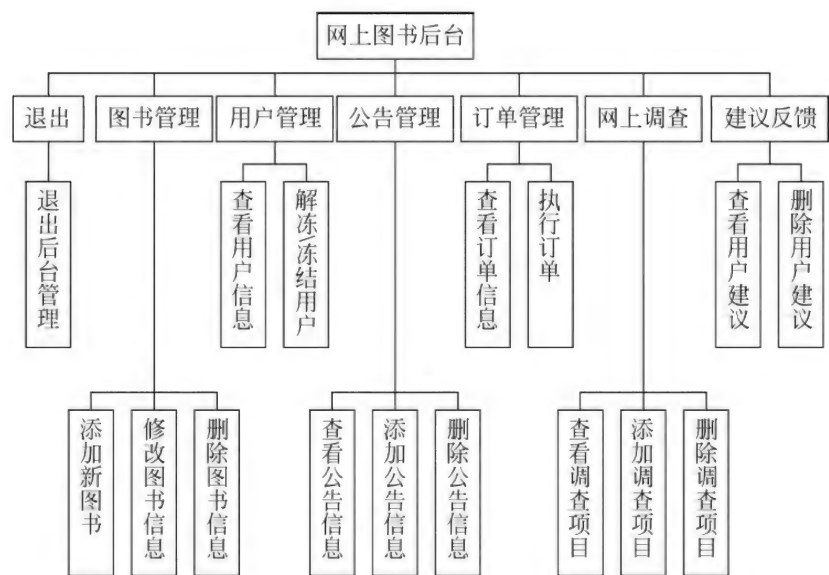 网上图书后台
退出
图书管理
用户管理
公告管理
订单管理
网上调查
建议反馈
退出后台管理
查看用户信息
解冻/冻结用户
查看订单信息
执行订单
查看用户建议
删除用户建议
添加新图书
修改图书信息
删除图书信息
查看公告信息
添加公告信息
删除公告信息
查看调查项目
添加调查项目
删除调查项目